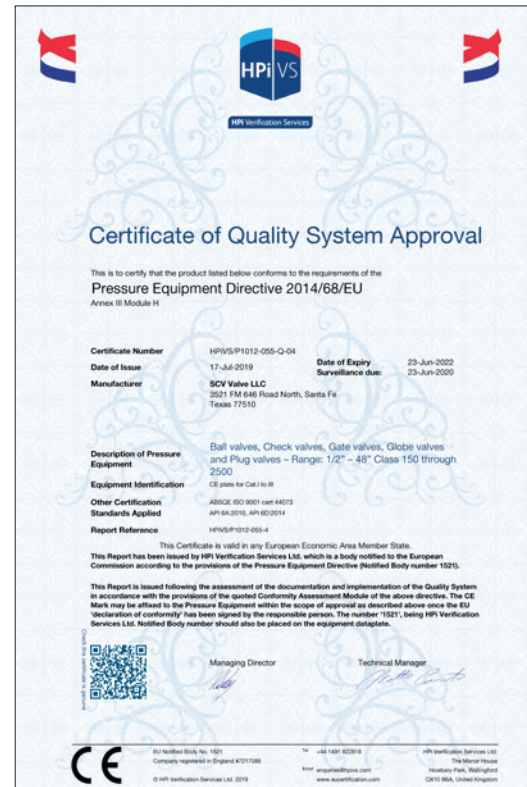 HPi VS
HPi Verification Services
Certificate of Quality System Approval
This is to certify that the product listed below conforms to the requirements of the
Pressure Equipment Directive 2014/68/EU
Annex III Module H
Certificate Number HPiVS/P1012-055-Q-04
Date of Issue 17-Jul-2019 Date of Expiry 23-Jun-2022
Surveillance due: 23-Jun-2020
Manufacturer SCV Valve LLC
3521 FM 646 Road North, Santa Fe
Texas 77510
Description of Pressure Equipment Ball valves, Check valves, Gate valves, Globe valves
and Plug valves – Range: 1/2" – 48" Class 150 through
2500
Equipment Identification CE plate for Cat.I to III
Other Certification ABSQE ISO 9001 cert 44073
Standards Applied API 6A:2010, API 6D:2014
Report Reference HPiVS/P1012-055-4
This Certificate is valid in any European Economic Area Member State.
This Report has been issued by HPI Verification Services Ltd. which is a body notified to the European
Commission according to the provisions of the Pressure Equipment Directive (Notified Body number 1521).
This Report is issued following the assessment of the documentation and implementation of the Quality System
in accordance with the provisions of the quoted Conformity Assessment Module of the above directive. The CE
Mark may be affixed to the Pressure Equipment within the scope of approval as described above once the EU
'declaration of conformity' has been signed by the responsible person. The number '1521', being HPI Verification
Services Ltd. Notified Body number should also be placed on the equipment dataplate.
Check this certificate is genuine
Managing Director Technical Manager
CE
EU Notified Body No. 1521
Company registered in England #7217086
© HPI Verification Services Ltd. 2019
Tel +44 1491 822818
Email enquiries@hpivs.com
www.eucertification.com
HPi Verification Services Ltd.
The Manor House
Howbery Park, Wallingford
OX10 8BA, United Kingdom